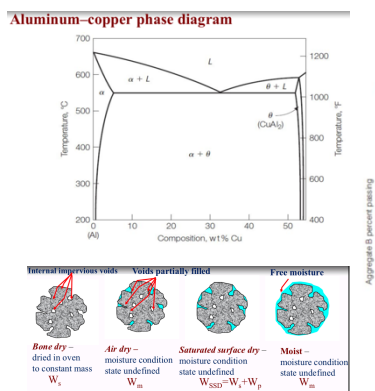 Aluminum–copper phase diagram
700
600
500
400
300
200
1200
1000
800
600
400
L
α + L
θ + L
α
θ
(CuAl₂)
α + θ
Temperature, °C
Temperature, °F
0
10
20
30
40
50
(Al)
Composition, wt% Cu
Aggregate B percent passing
Internal impervious voids
Voids partially filled
Free moisture
Bone dry –
dried in oven
to constant mass
Wₛ
Air dry –
moisture condition
state undefined
Wₘ
Saturated surface dry –
moisture condition
state undefined
W_SSD=Wₛ+Wₚ
Moist –
moisture condition
state undefined
Wₘ